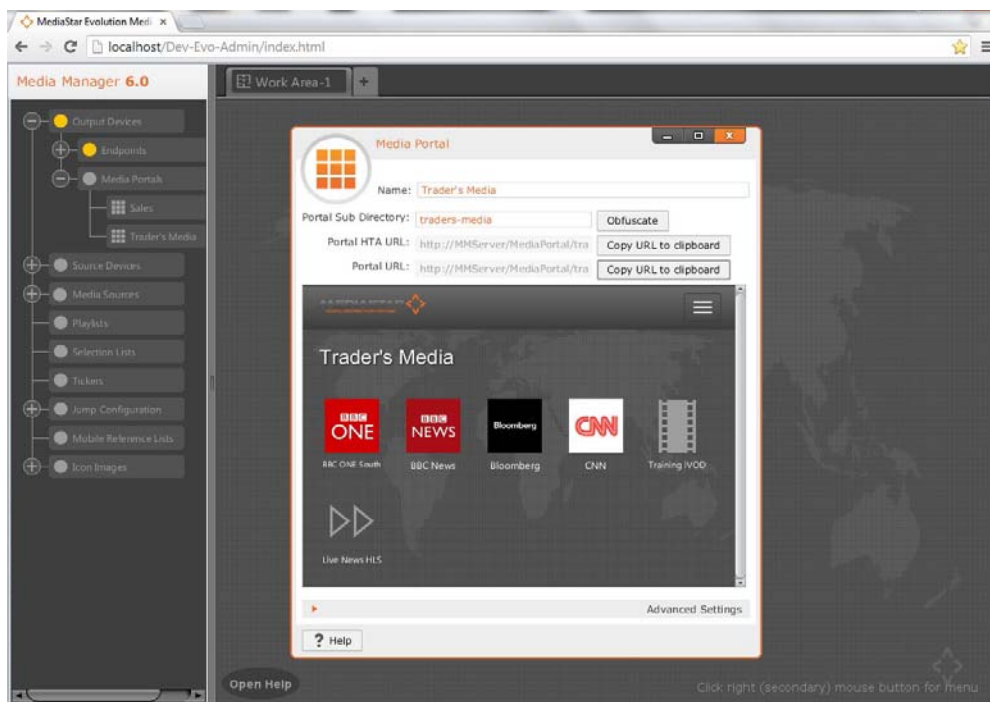 MediaStar Evolution Medi
localhost/Dev-Evo-Admin/index.html
Media Manager 6.0
Work Area-1
Output Devices
Endpoints
Media Portals
Sales
Trader's Media
Source Devices
Media Sources
Playlists
Selection Lists
Tickers
Jump Configuration
Mobile Reference Lists
Icon Images
Media Portal
Name: Trader's Media
Portal Sub Directory: traders-media Obfuscate
Portal HTA URL: http://MMServer/MediaPortal/tra Copy URL to clipboard
Portal URL: http://MMServer/MediaPortal/tra Copy URL to clipboard
Trader's Media
BBC
ONE
BBC
NEWS
Bloomberg
CNN
BBC ONE South
BBC News
Bloomberg
CNN
Training iVOD
Live News HLS
Advanced Settings
? Help
Open Help
Click right (secondary) mouse button for menu